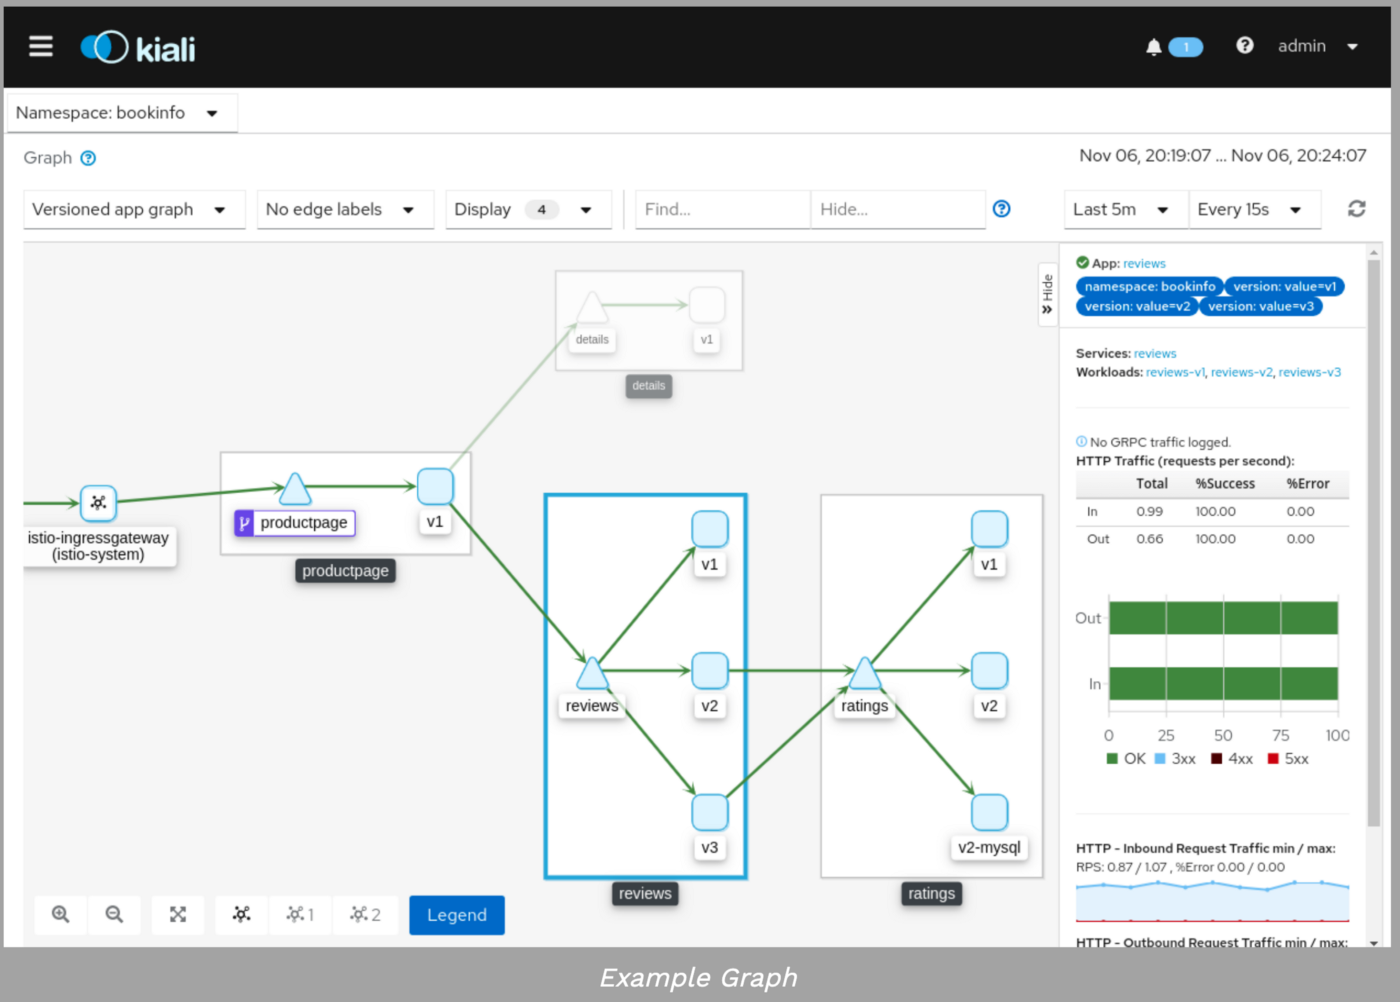 kiali
1
admin
Namespace: bookinfo
Graph
Nov 06, 20:19:07 ... Nov 06, 20:24:07
Versioned app graph
No edge labels
Display 4
Find...
Hide...
Last 5m
Every 15s
details
v1
details
istio-ingressgateway
(istio-system)
productpage
v1
productpage
reviews
v1
v2
v3
reviews
ratings
v1
v2
v2-mysql
ratings
1
2
Legend
Hide
App: reviews
namespace: bookinfo version: value=v1
version: value=v2 version: value=v3
Services: reviews
Workloads: reviews-v1, reviews-v2, reviews-v3
No GRPC traffic logged.
HTTP Traffic (requests per second):
Total %Success %Error
In 0.99 100.00 0.00
Out 0.66 100.00 0.00
Out
In
0 25 50 75 100
OK 3xx 4xx 5xx
HTTP - Inbound Request Traffic min / max:
RPS: 0.87 / 1.07 , %Error 0.00 / 0.00
HTTP - Outbound Request Traffic min / max:
Example Graph